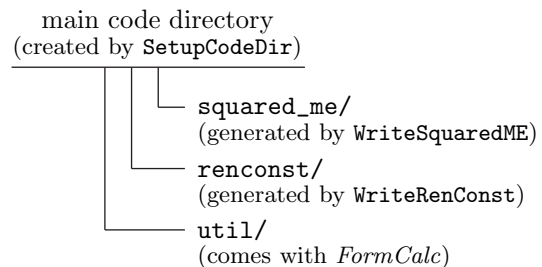 main code directory
(created by SetupCodeDir)
squared_me/
(generated by WriteSquaredME)
renconst/
(generated by WriteRenConst)
util/
(comes with FormCalc)